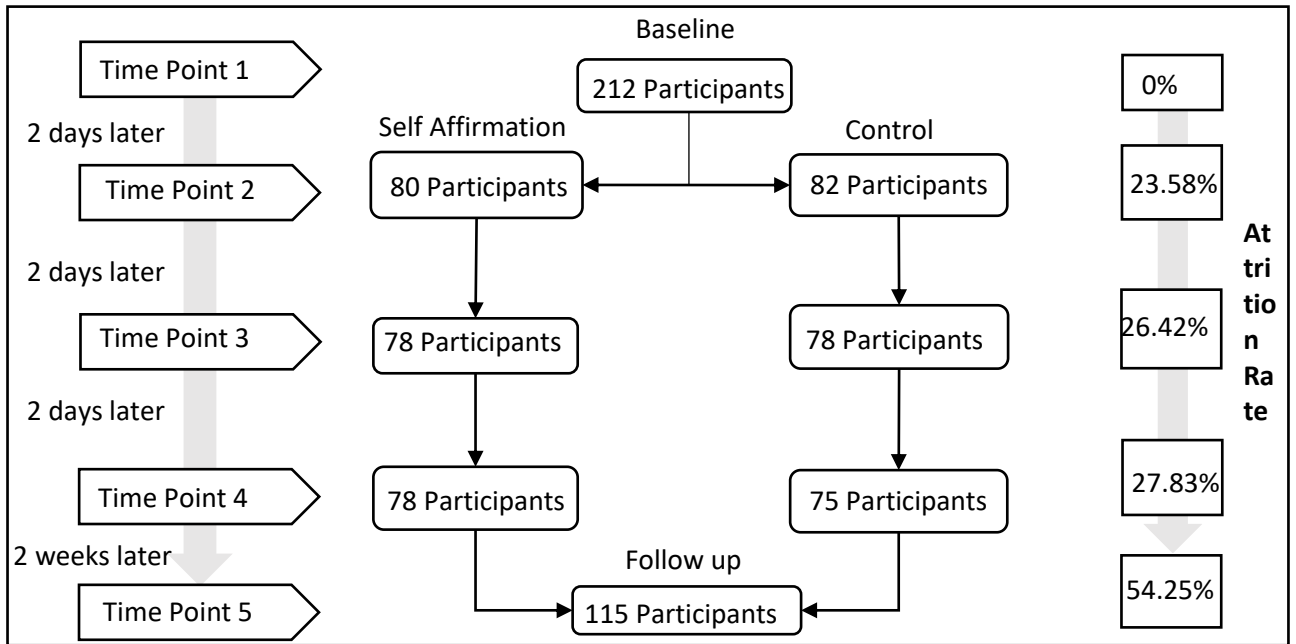 Baseline
Time Point 1
212 Participants
0%
2 days later
Self Affirmation
Control
Time Point 2
80 Participants
82 Participants
23.58%
2 days later
At
tri
tio
n
Ra
te
Time Point 3
78 Participants
78 Participants
26.42%
2 days later
Time Point 4
78 Participants
75 Participants
27.83%
2 weeks later
Follow up
Time Point 5
115 Participants
54.25%